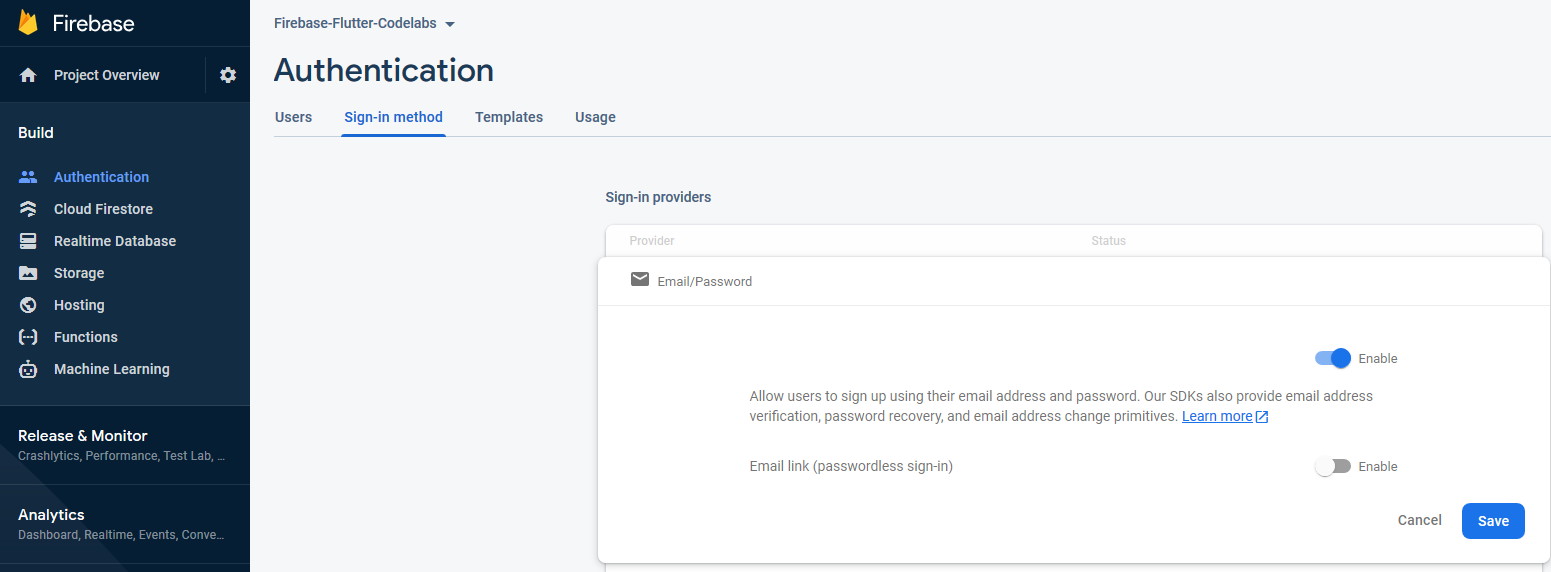 Firebase
Project Overview
Build
Authentication
Cloud Firestore
Realtime Database
Storage
Hosting
Functions
Machine Learning
Release & Monitor
Crashlytics, Performance, Test Lab, ...
Analytics
Dashboard, Realtime, Events, Conve...
Firebase-Flutter-Codelabs
Authentication
Users Sign-in method Templates Usage
Sign-in providers
Provider Status
Email/Password
Enable
Allow users to sign up using their email address and password. Our SDKs also provide email address
verification, password recovery, and email address change primitives. Learn more
Email link (passwordless sign-in) Enable
Cancel Save